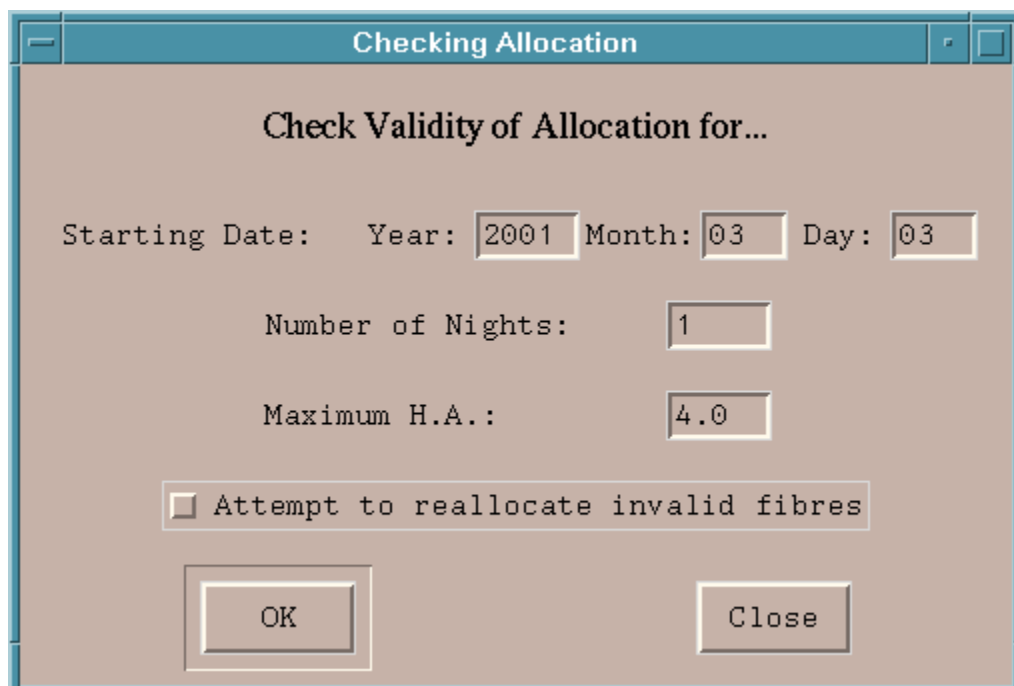 Checking Allocation
Check Validity of Allocation for...
Starting Date: Year: 2001 Month: 03 Day: 03
Number of Nights: 1
Maximum H.A.: 4.0
Attempt to reallocate invalid fibres
OK Close